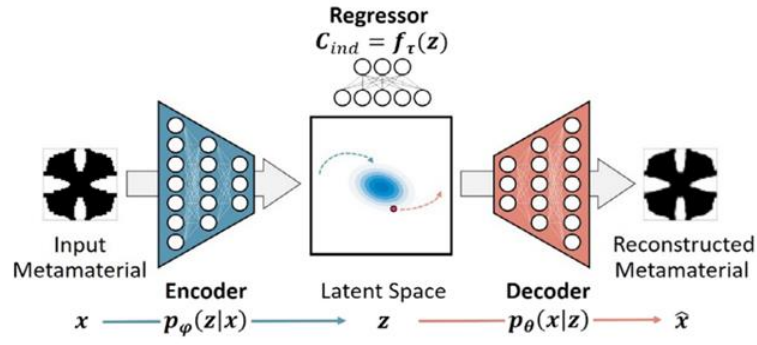 Regressor
C_ind = f_τ(z)
Input
Metamaterial
Reconstructed
Metamaterial
Encoder
Latent Space
Decoder
x
p_φ(z|x)
z
p_θ(x|z)
x̂